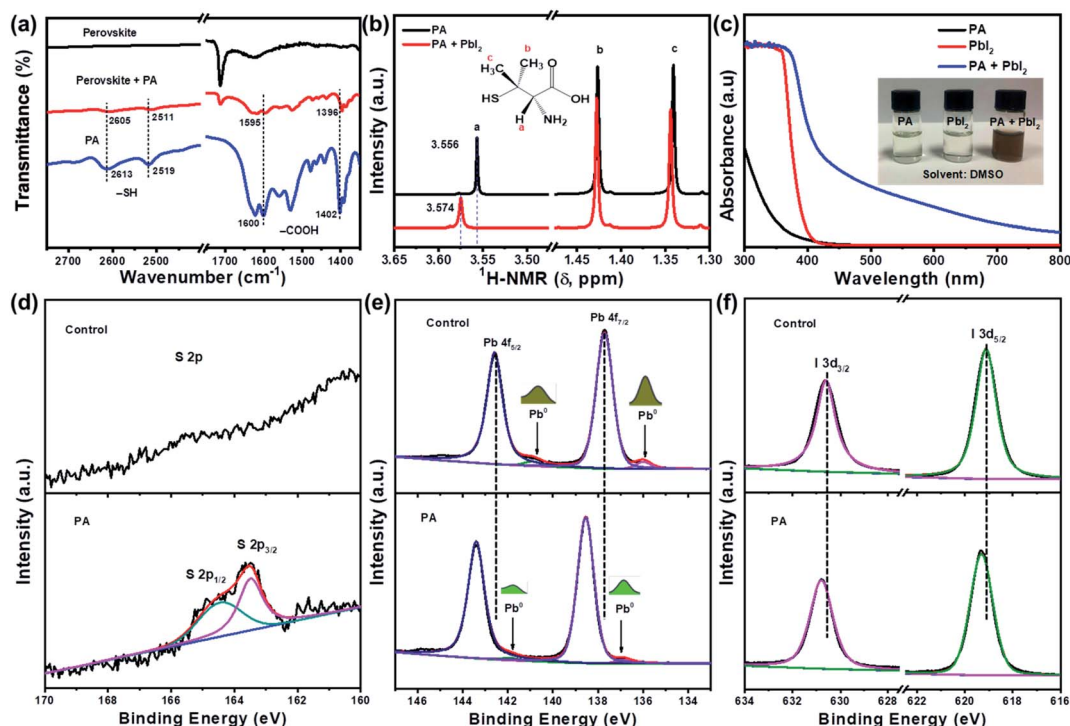 (a)
Perovskite
Perovskite + PA
2605
2511
1595
1396
PA
2613
2519
–SH
1600
–COOH
1402
Transmittance (%)
2750 2600 2500 1700 1600 1500 1400
Wavenumber (cm-1)
(b)
PA
PA + PbI2
b
c
c
H3C
b
CH3
O
HS
OH
H
NH2
a
a
3.556
3.574
Intensity (a.u)
3.65 3.60 3.55 3.50 1.45 1.40 1.35 1.30
1H-NMR (δ, ppm)
(c)
PA
PbI2
PA + PbI2
PA
PbI2
PA + PbI2
Solvent: DMSO
Absorbance (a.u.)
300 400 500 600 700 800
Wavelength (nm)
(d)
Control
S 2p
PA
S 2p3/2
S 2p1/2
Intensity (a.u.)
170 168 166 164 162 160
Binding Energy (eV)
(e)
Control
Pb 4f5/2
Pb 4f7/2
Pb0
Pb0
PA
Pb0
Pb0
Intensity (a.u.)
146 144 142 140 138 136 134
Binding Energy (eV)
(f)
Control
I 3d3/2
I 3d5/2
PA
Intensity (a.u.)
634 632 630 628 620 618 616
Binding Energy (eV)